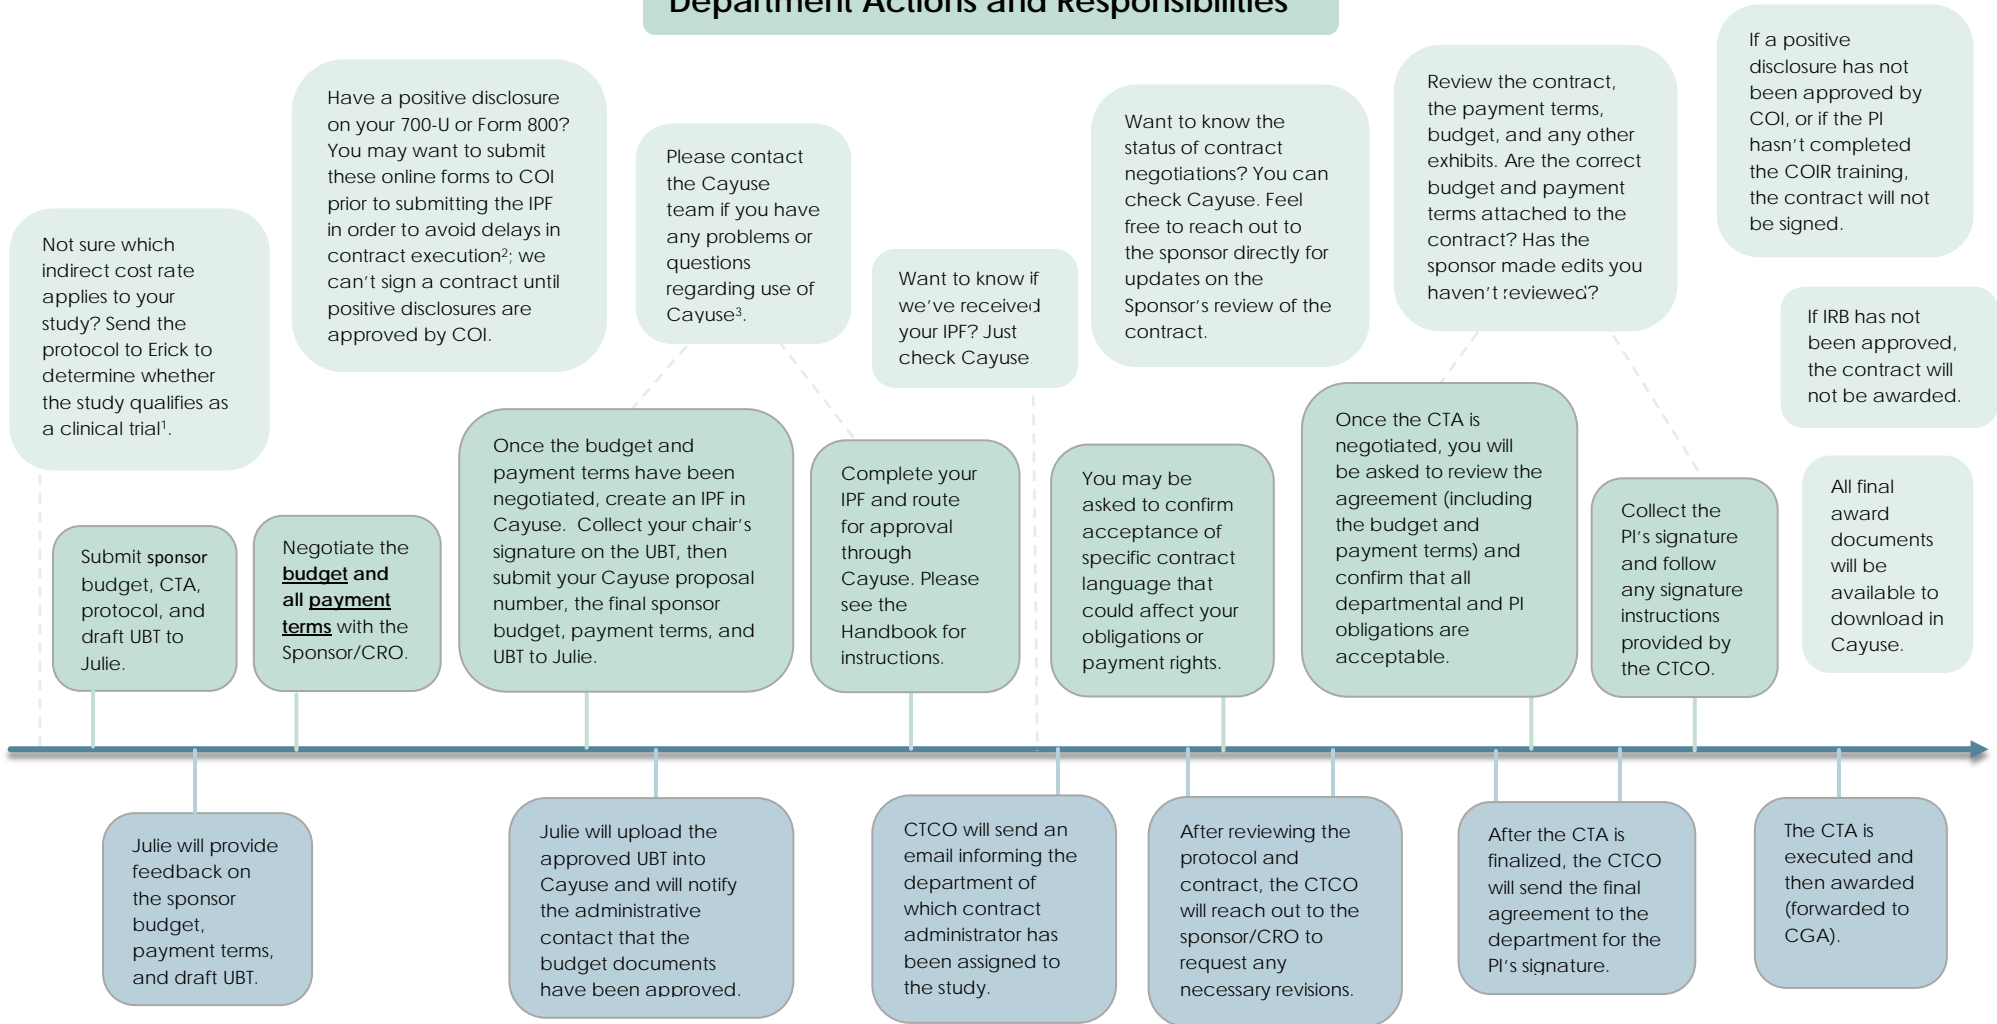 Department Actions and Responsibilities
Not sure which
indirect cost rate
applies to your
study? Send the
protocol to Erick to
determine whether
the study qualifies as
a clinical trial¹.
Have a positive disclosure
on your 700-U or Form 800?
You may want to submit
these online forms to COI
prior to submitting the IPF
in order to avoid delays in
contract execution²; we
can't sign a contract until
positive disclosures are
approved by COI.
Please contact
the Cayuse
team if you have
any problems or
questions
regarding use of
Cayuse³.
Want to know if
we've received
your IPF? Just
check Cayuse.
Want to know the
status of contract
negotiations? You can
check Cayuse. Feel
free to reach out to
the sponsor directly for
updates on the
Sponsor's review of the
contract.
Review the contract,
the payment terms,
budget, and any other
exhibits. Are the correct
budget and payment
terms attached to the
contract? Has the
sponsor made edits you
haven't reviewed?
If a positive
disclosure has not
been approved by
COI, or if the PI
hasn't completed
the COIR training,
the contract will not
be signed.
If IRB has not
been approved,
the contract will
not be awarded.
All final
award
documents
will be
available to
download in
Cayuse.
Submit sponsor
budget, CTA,
protocol, and
draft UBT to
Julie.
Negotiate the
budget and
all payment
terms with the
Sponsor/CRO.
Once the budget and
payment terms have been
negotiated, create an IPF in
Cayuse. Collect your chair's
signature on the UBT, then
submit your Cayuse proposal
number, the final sponsor
budget, payment terms, and
UBT to Julie.
Complete your
IPF and route
for approval
through
Cayuse. Please
see the
Handbook for
instructions.
You may be
asked to confirm
acceptance of
specific contract
language that
could affect your
obligations or
payment rights.
Once the CTA is
negotiated, you will
be asked to review the
agreement (including
the budget and
payment terms) and
confirm that all
departmental and PI
obligations are
acceptable.
Collect the
PI's signature
and follow
any signature
instructions
provided by
the CTCO.
Julie will provide
feedback on
the sponsor
budget,
payment terms,
and draft UBT.
Julie will upload the
approved UBT into
Cayuse and will notify
the administrative
contact that the
budget documents
have been approved.
CTCO will send an
email informing the
department of
which contract
administrator has
been assigned to
the study.
After reviewing the
protocol and
contract, the CTCO
will reach out to the
sponsor/CRO to
request any
necessary revisions.
After the CTA is
finalized, the CTCO
will send the final
agreement to the
department for the
PI's signature.
The CTA is
executed and
then awarded
(forwarded to
CGA).